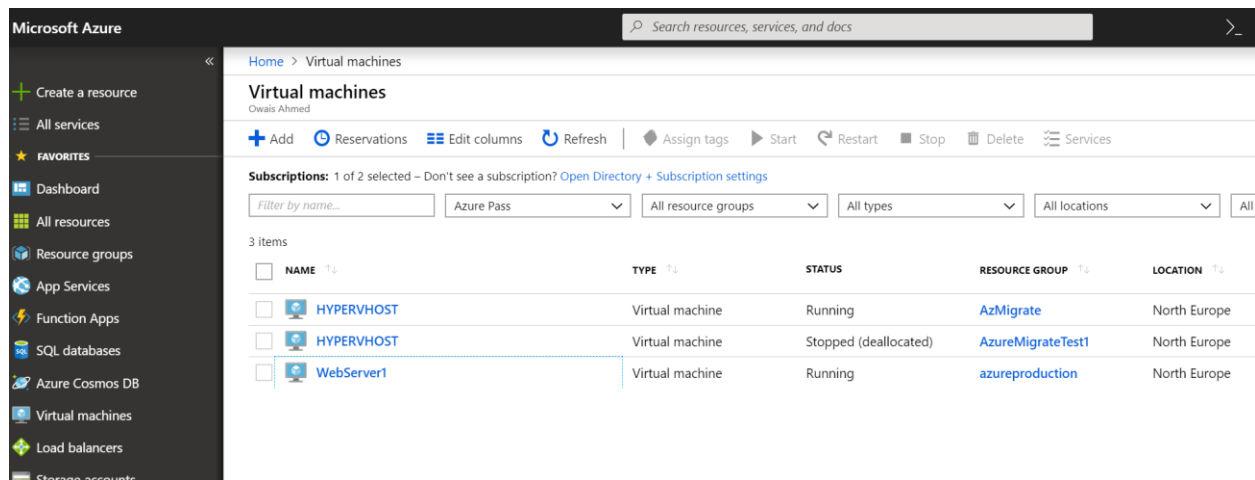 Microsoft Azure
Search resources, services, and docs
Create a resource
All services
FAVORITES
Dashboard
All resources
Resource groups
App Services
Function Apps
SQL databases
Azure Cosmos DB
Virtual machines
Load balancers
Storage accounts
Home > Virtual machines
Virtual machines
Owais Ahmed
Add Reservations Edit columns Refresh Assign tags Start Restart Stop Delete Services
Subscriptions: 1 of 2 selected – Don't see a subscription? Open Directory + Subscription settings
Filter by name... Azure Pass All resource groups All types All locations All
3 items
NAME TYPE STATUS RESOURCE GROUP LOCATION
HYPERVHOST Virtual machine Running AzMigrate North Europe
HYPERVHOST Virtual machine Stopped (deallocated) AzureMigrateTest1 North Europe
WebServer1 Virtual machine Running azureproduction North Europe